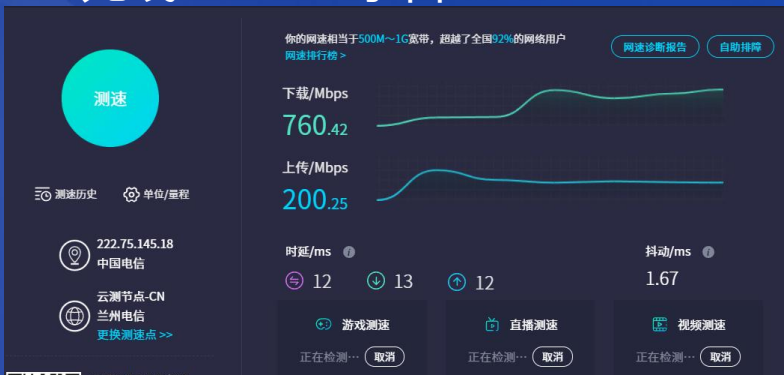 你的网速相当于500M～1G宽带，超越了全国92%的网络用户
网速排行榜 >
网速诊断报告
自助排障
测速
下载/Mbps
760.42
上传/Mbps
200.25
测速历史
单位/量程
222.75.145.18
中国电信
云测节点-CN
兰州电信
更换测速点 >>
时延/ms
12
13
12
抖动/ms
1.67
游戏测速
正在检测… 取消
直播测速
正在检测… 取消
视频测速
正在检测… 取消